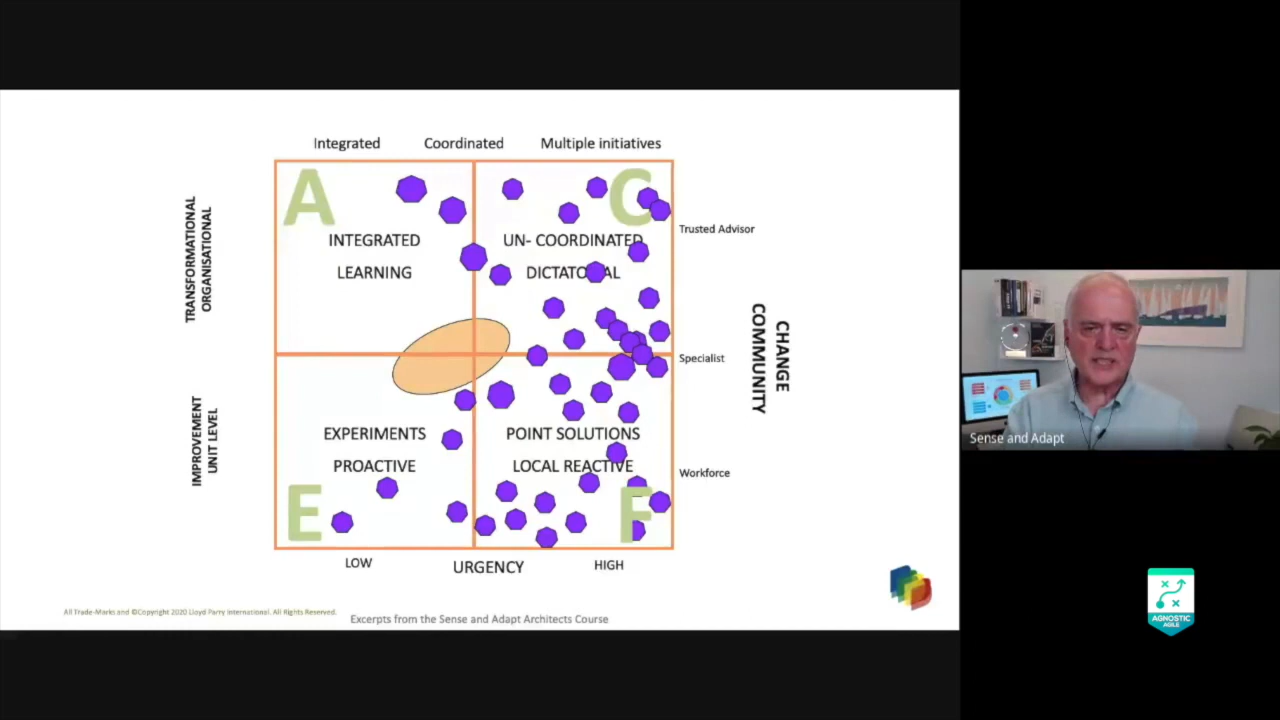 Integrated
Coordinated
Multiple initiatives
A
C
TRANSFORMATIONAL
ORGANISATIONAL
INTEGRATED
LEARNING
UN- COORDINATED
DICTATO AL
Trusted Advisor
CHANGE
COMMUNITY
Specialist
IMPROVEMENT
UNIT LEVEL
EXPERIMENTS
PROACTIVE
POINT SOLUTIONS
LOCAL REACTIVE
Workforce
E
F
LOW
URGENCY
HIGH
All Trade-Marks and ©Copyright 2020 Lloyd Parry International. All Rights Reserved.
Excerpts from the Sense and Adapt Architects Course
Sense and Adapt
AGNOSTIC
AGILE